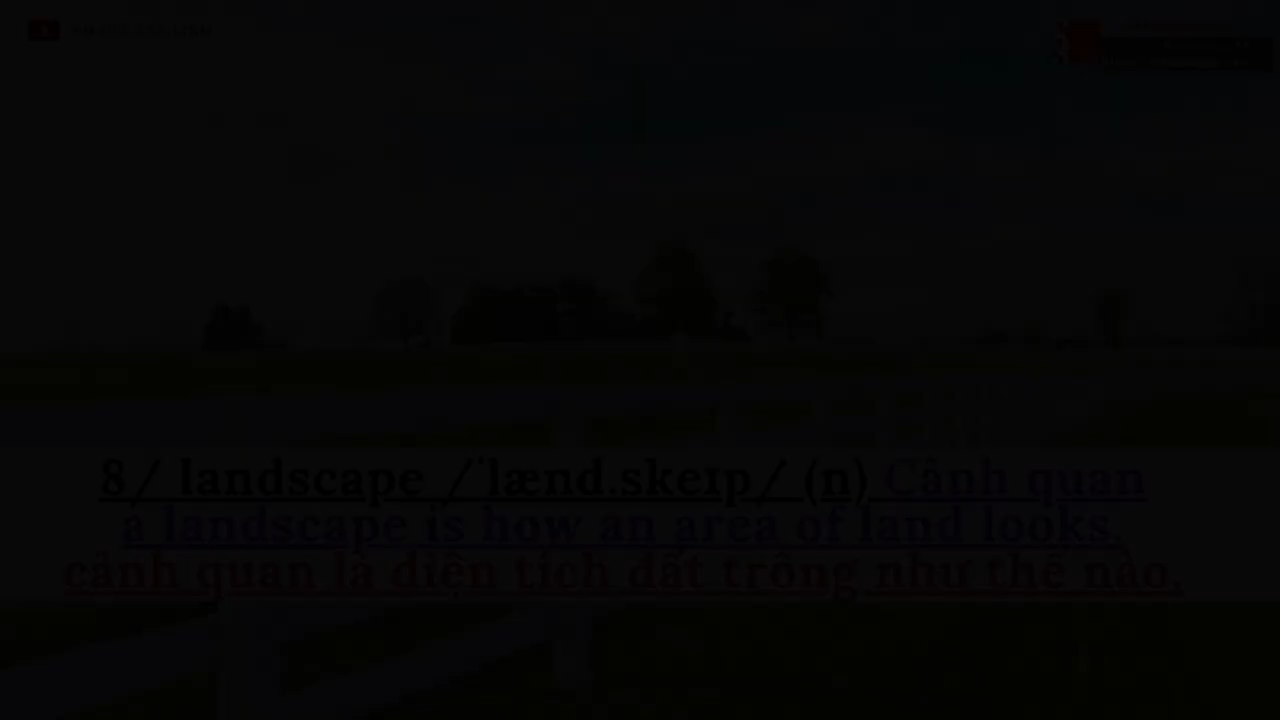 8/ landscape /ˈlænd.skeɪp/ (n) Cảnh quan
a landscape is how an area of land looks.
cảnh quan là diện tích đất trông như thế nào.